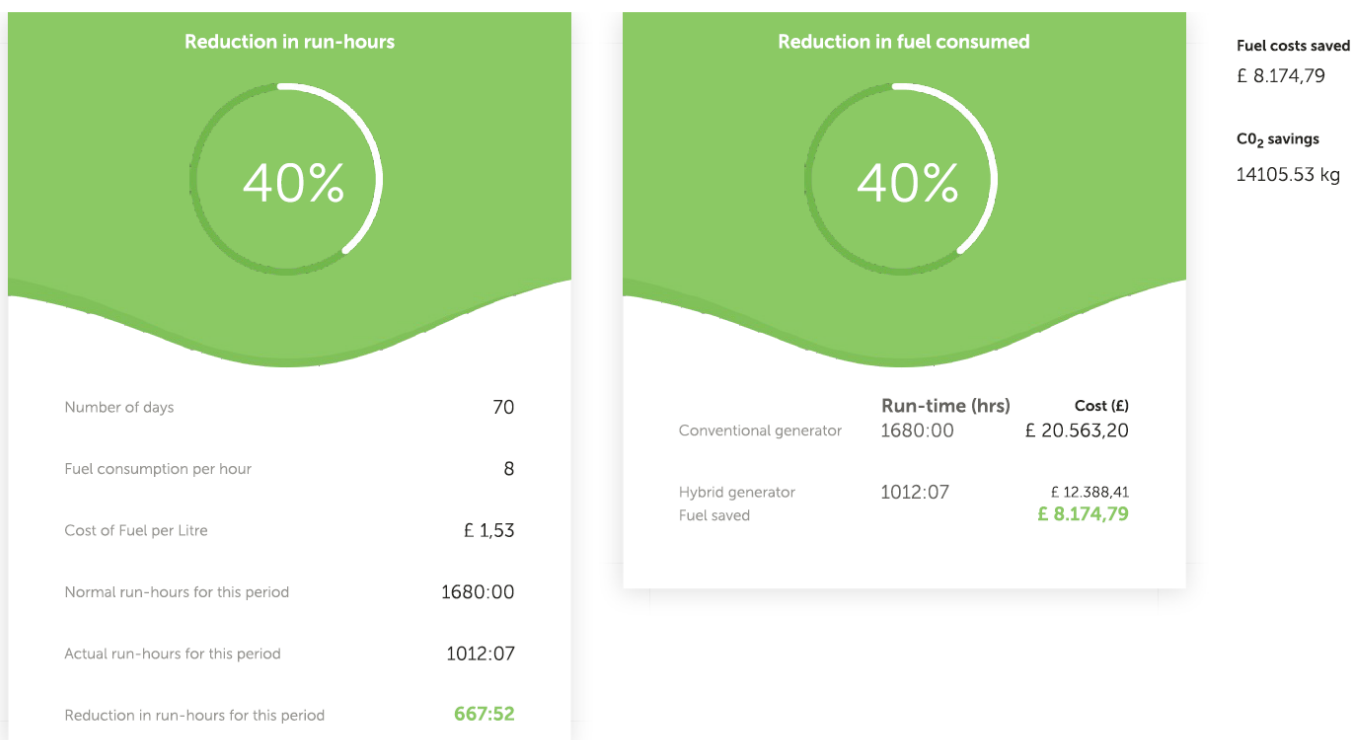 Reduction in run-hours
40%
Number of days 70
Fuel consumption per hour 8
Cost of Fuel per Litre £ 1,53
Normal run-hours for this period 1680:00
Actual run-hours for this period 1012:07
Reduction in run-hours for this period 667:52
Reduction in fuel consumed
40%
Run-time (hrs) Cost (£)
Conventional generator 1680:00 £ 20.563,20
Hybrid generator 1012:07 £ 12.388,41
Fuel saved £ 8.174,79
Fuel costs saved
£ 8.174,79
C0₂ savings
14105.53 kg